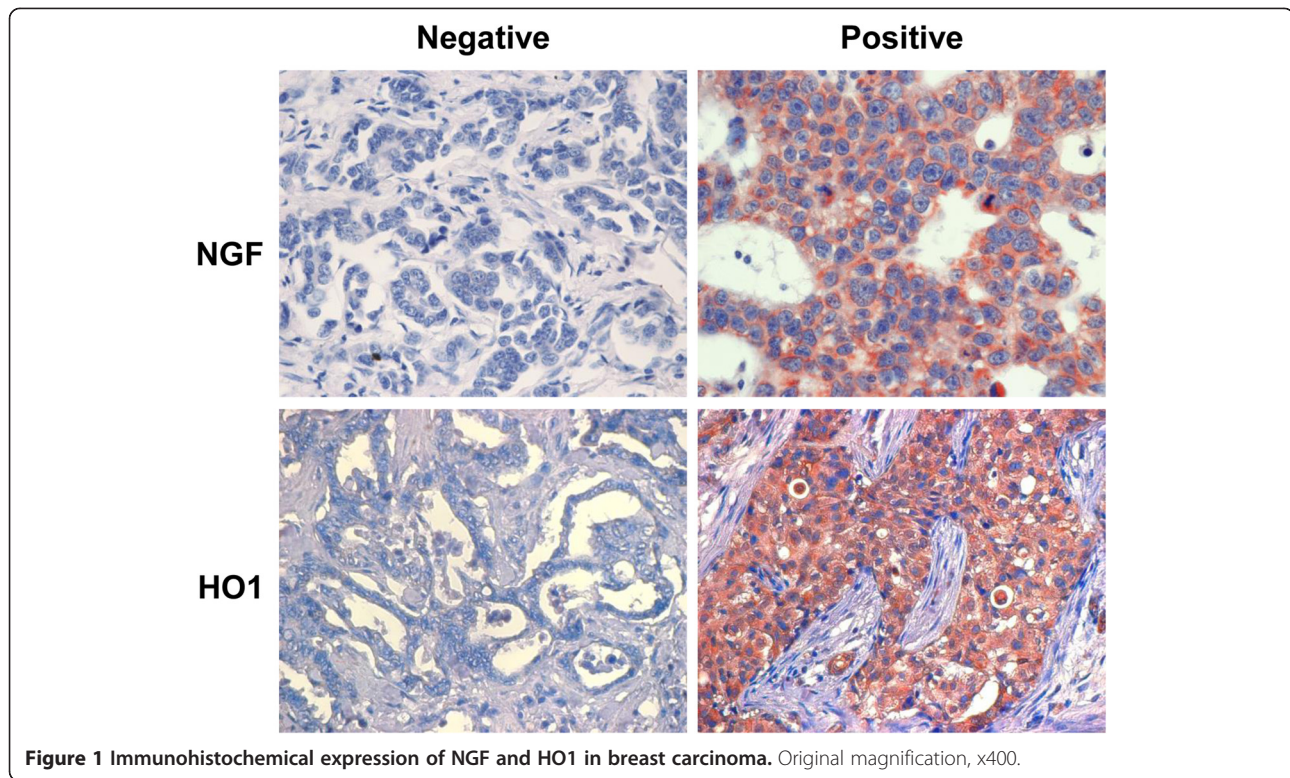 Negative
Positive
NGF
HO1
Figure 1 Immunohistochemical expression of NGF and HO1 in breast carcinoma. Original magnification, x400.